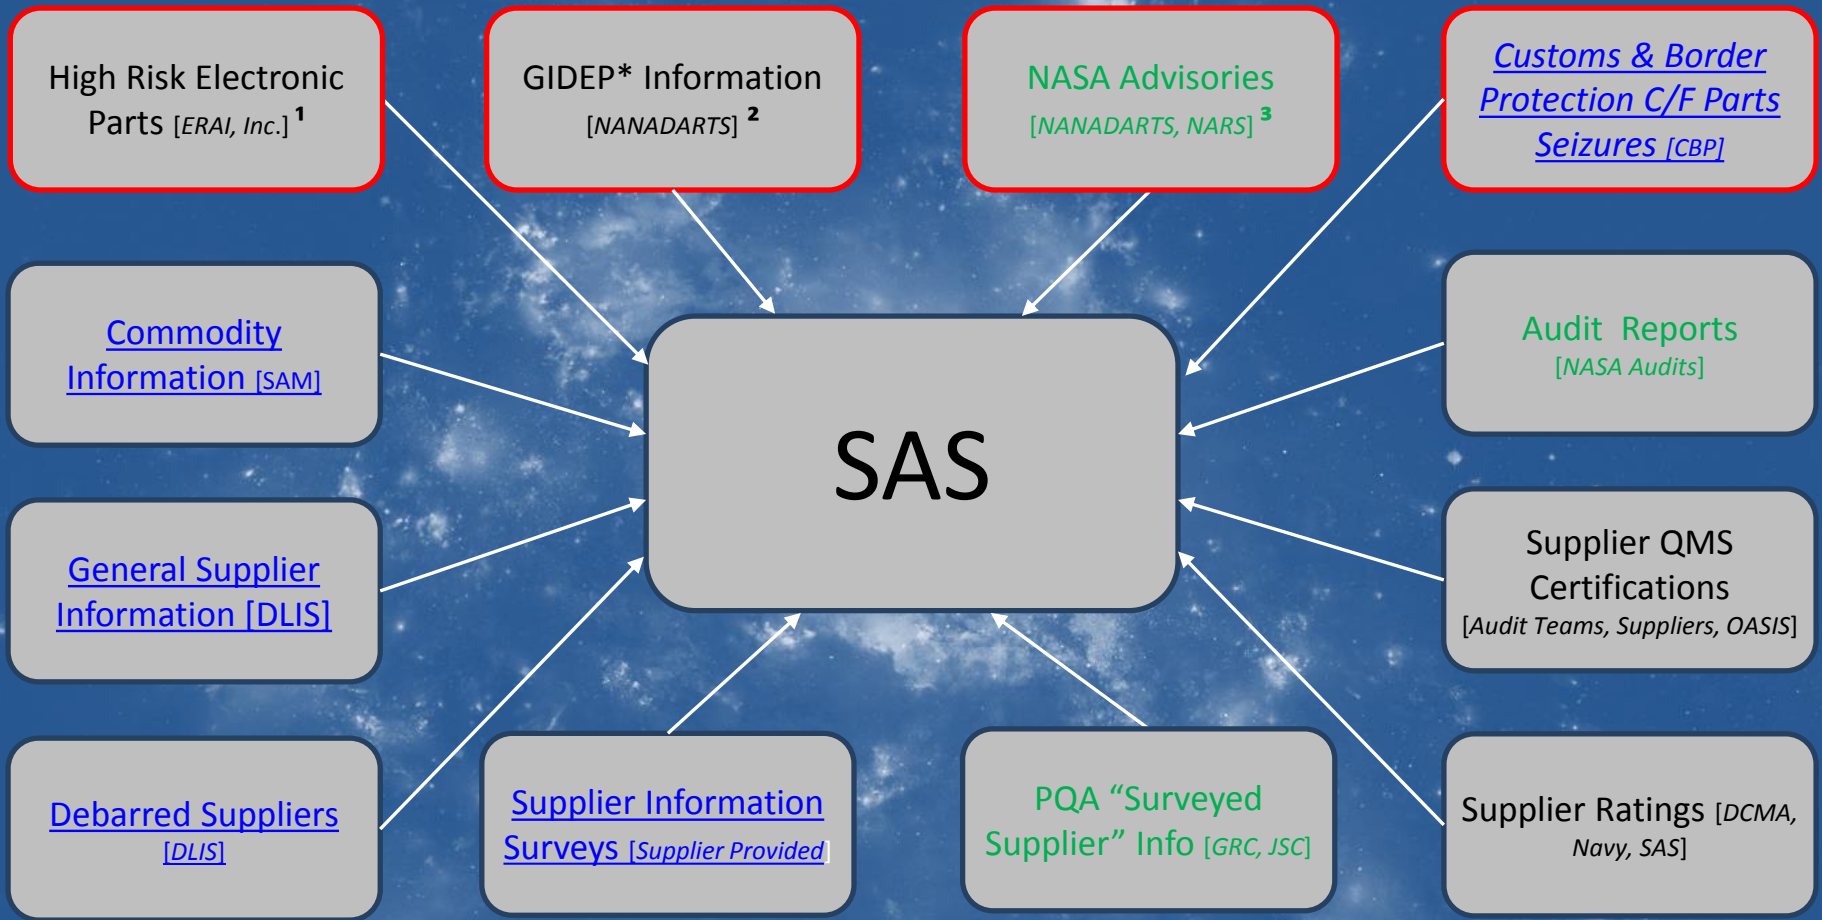 High Risk Electronic
Parts [ERAI, Inc.] 1
GIDEP* Information
[NANADARTS] 2
NASA Advisories
[NANADARTS, NARS] 3
Customs & Border
Protection C/F Parts
Seizures [CBP]
Commodity
Information [SAM]
SAS
Audit Reports
[NASA Audits]
General Supplier
Information [DLIS]
Supplier QMS
Certifications
[Audit Teams, Suppliers, OASIS]
Debarred Suppliers
[DLIS]
Supplier Information
Surveys [Supplier Provided]
PQA “Surveyed
Supplier” Info [GRC, JSC]
Supplier Ratings [DCMA,
Navy, SAS]